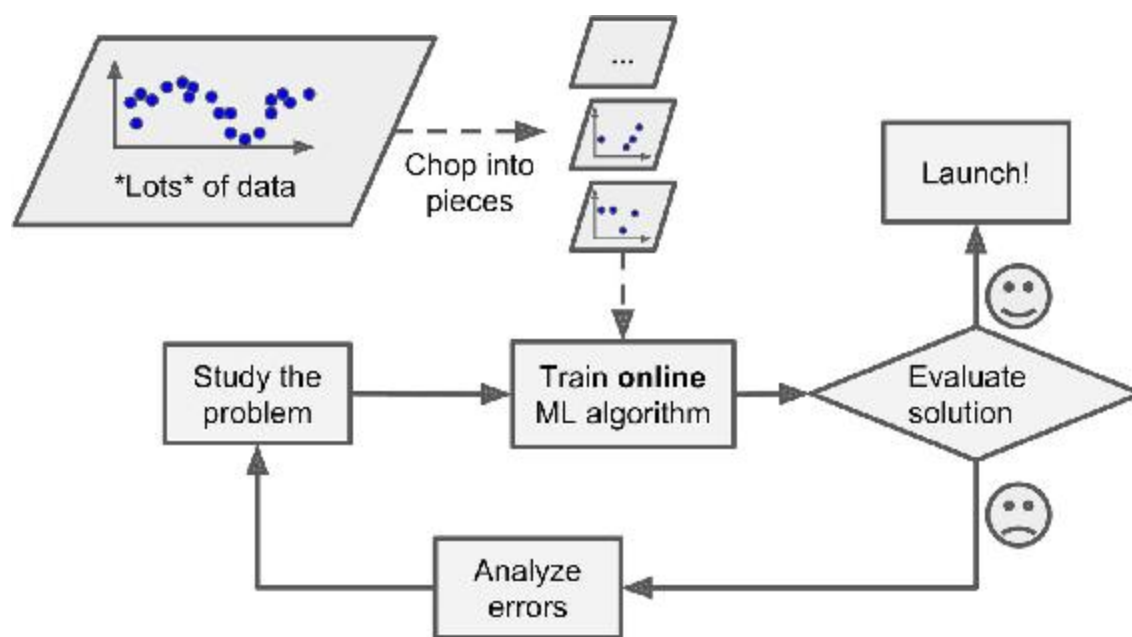 *Lots* of data
Chop into
pieces
...
Launch!
Study the
problem
Train online
ML algorithm
Evaluate
solution
Analyze
errors